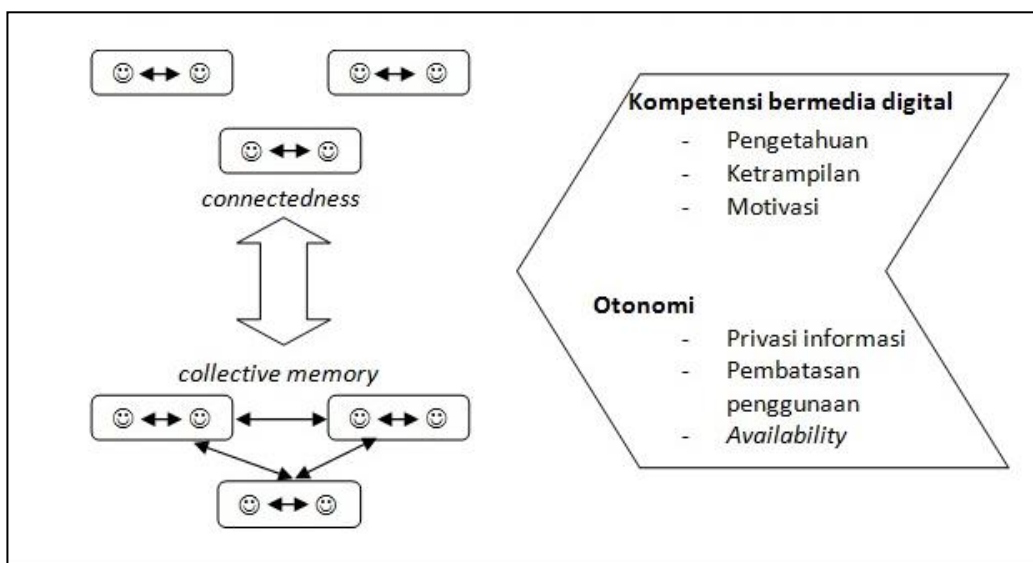 connectedness
collective memory
Kompetensi bermedia digital
- Pengetahuan
- Ketrampilan
- Motivasi
Otonomi
- Privasi informasi
- Pembatasan
penggunaan
- Availability